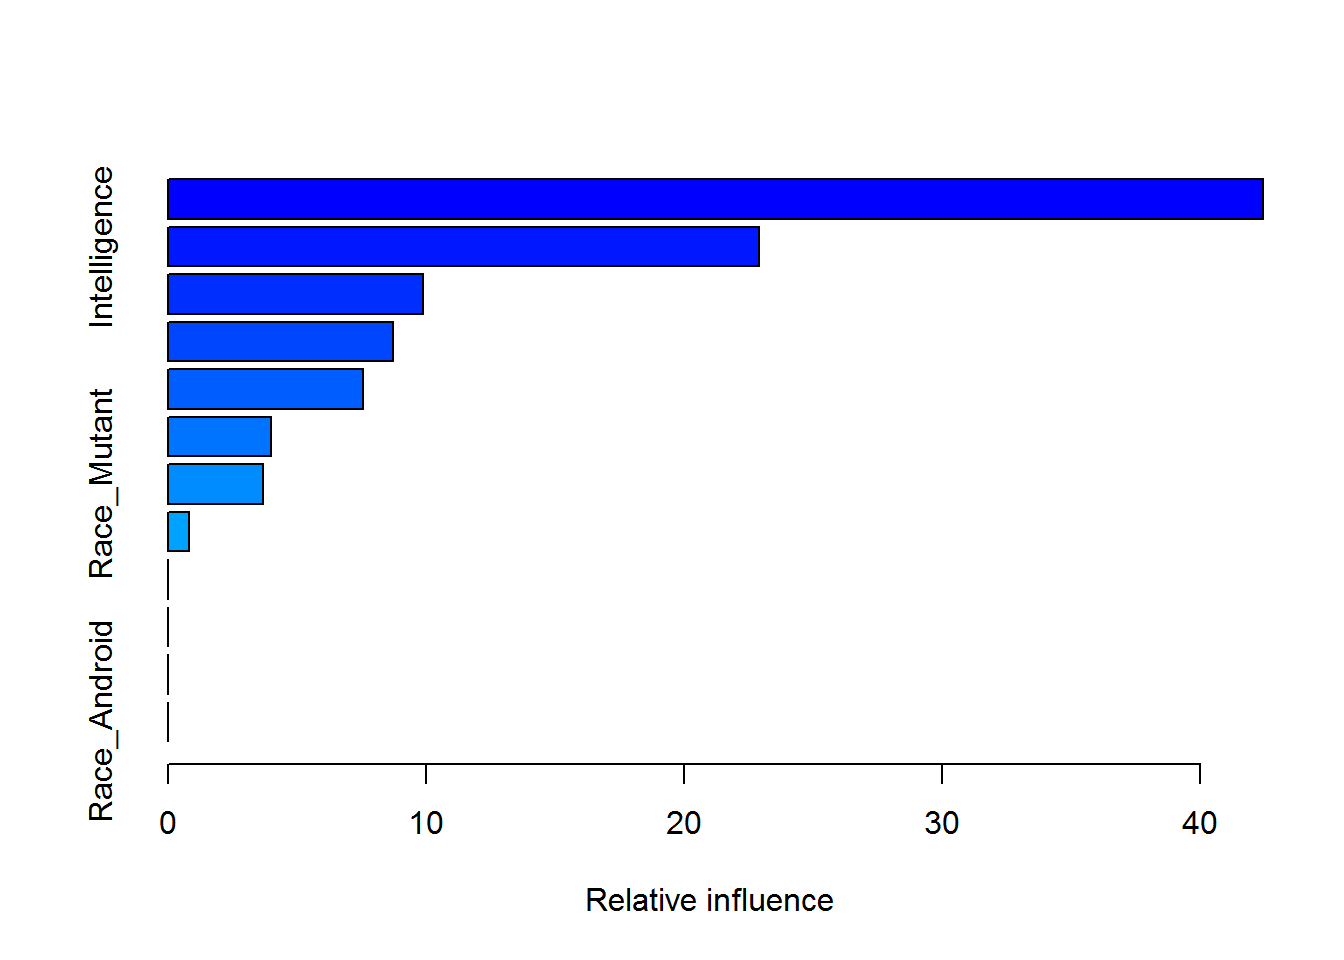 Intelligence
Race_Mutant
Race_Android
0 10 20 30 40
Relative influence